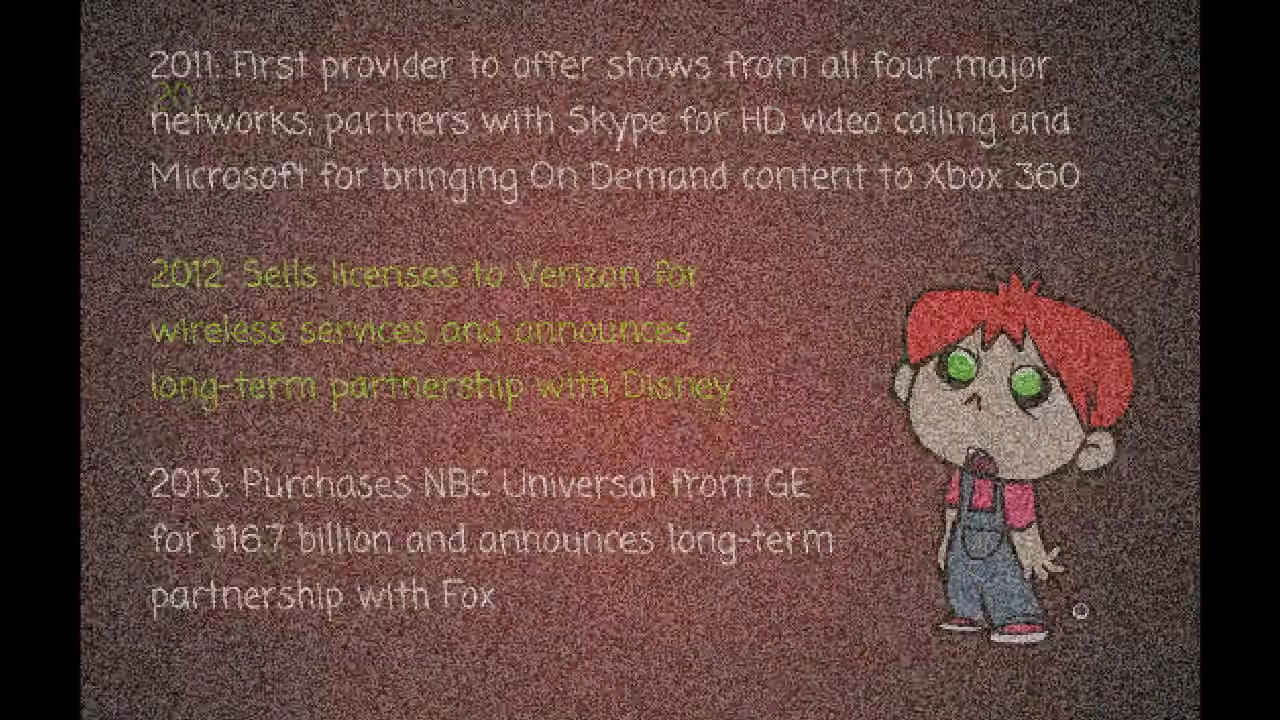 2011: First provider to offer shows from all four major
20
networks, partners with Skype for HD video calling and
Microsoft for bringing On Demand content to Xbox 360
2012: Sells licenses to Verizon for
wireless services and announces
long-term partnership with Disney
2013: Purchases NBC Universal from GE
for $16.7 billion and announces long-term
partnership with Fox